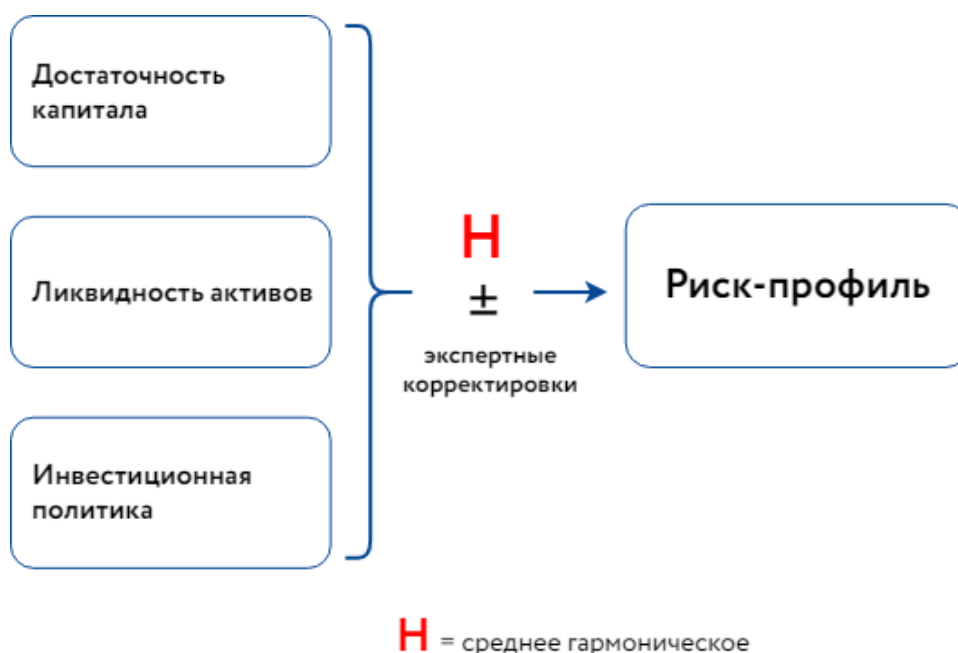 Достаточность
капитала
Ликвидность активов
Инвестиционная
политика
H
±
экспертные
корректировки
Риск-профиль
H = среднее гармоническое